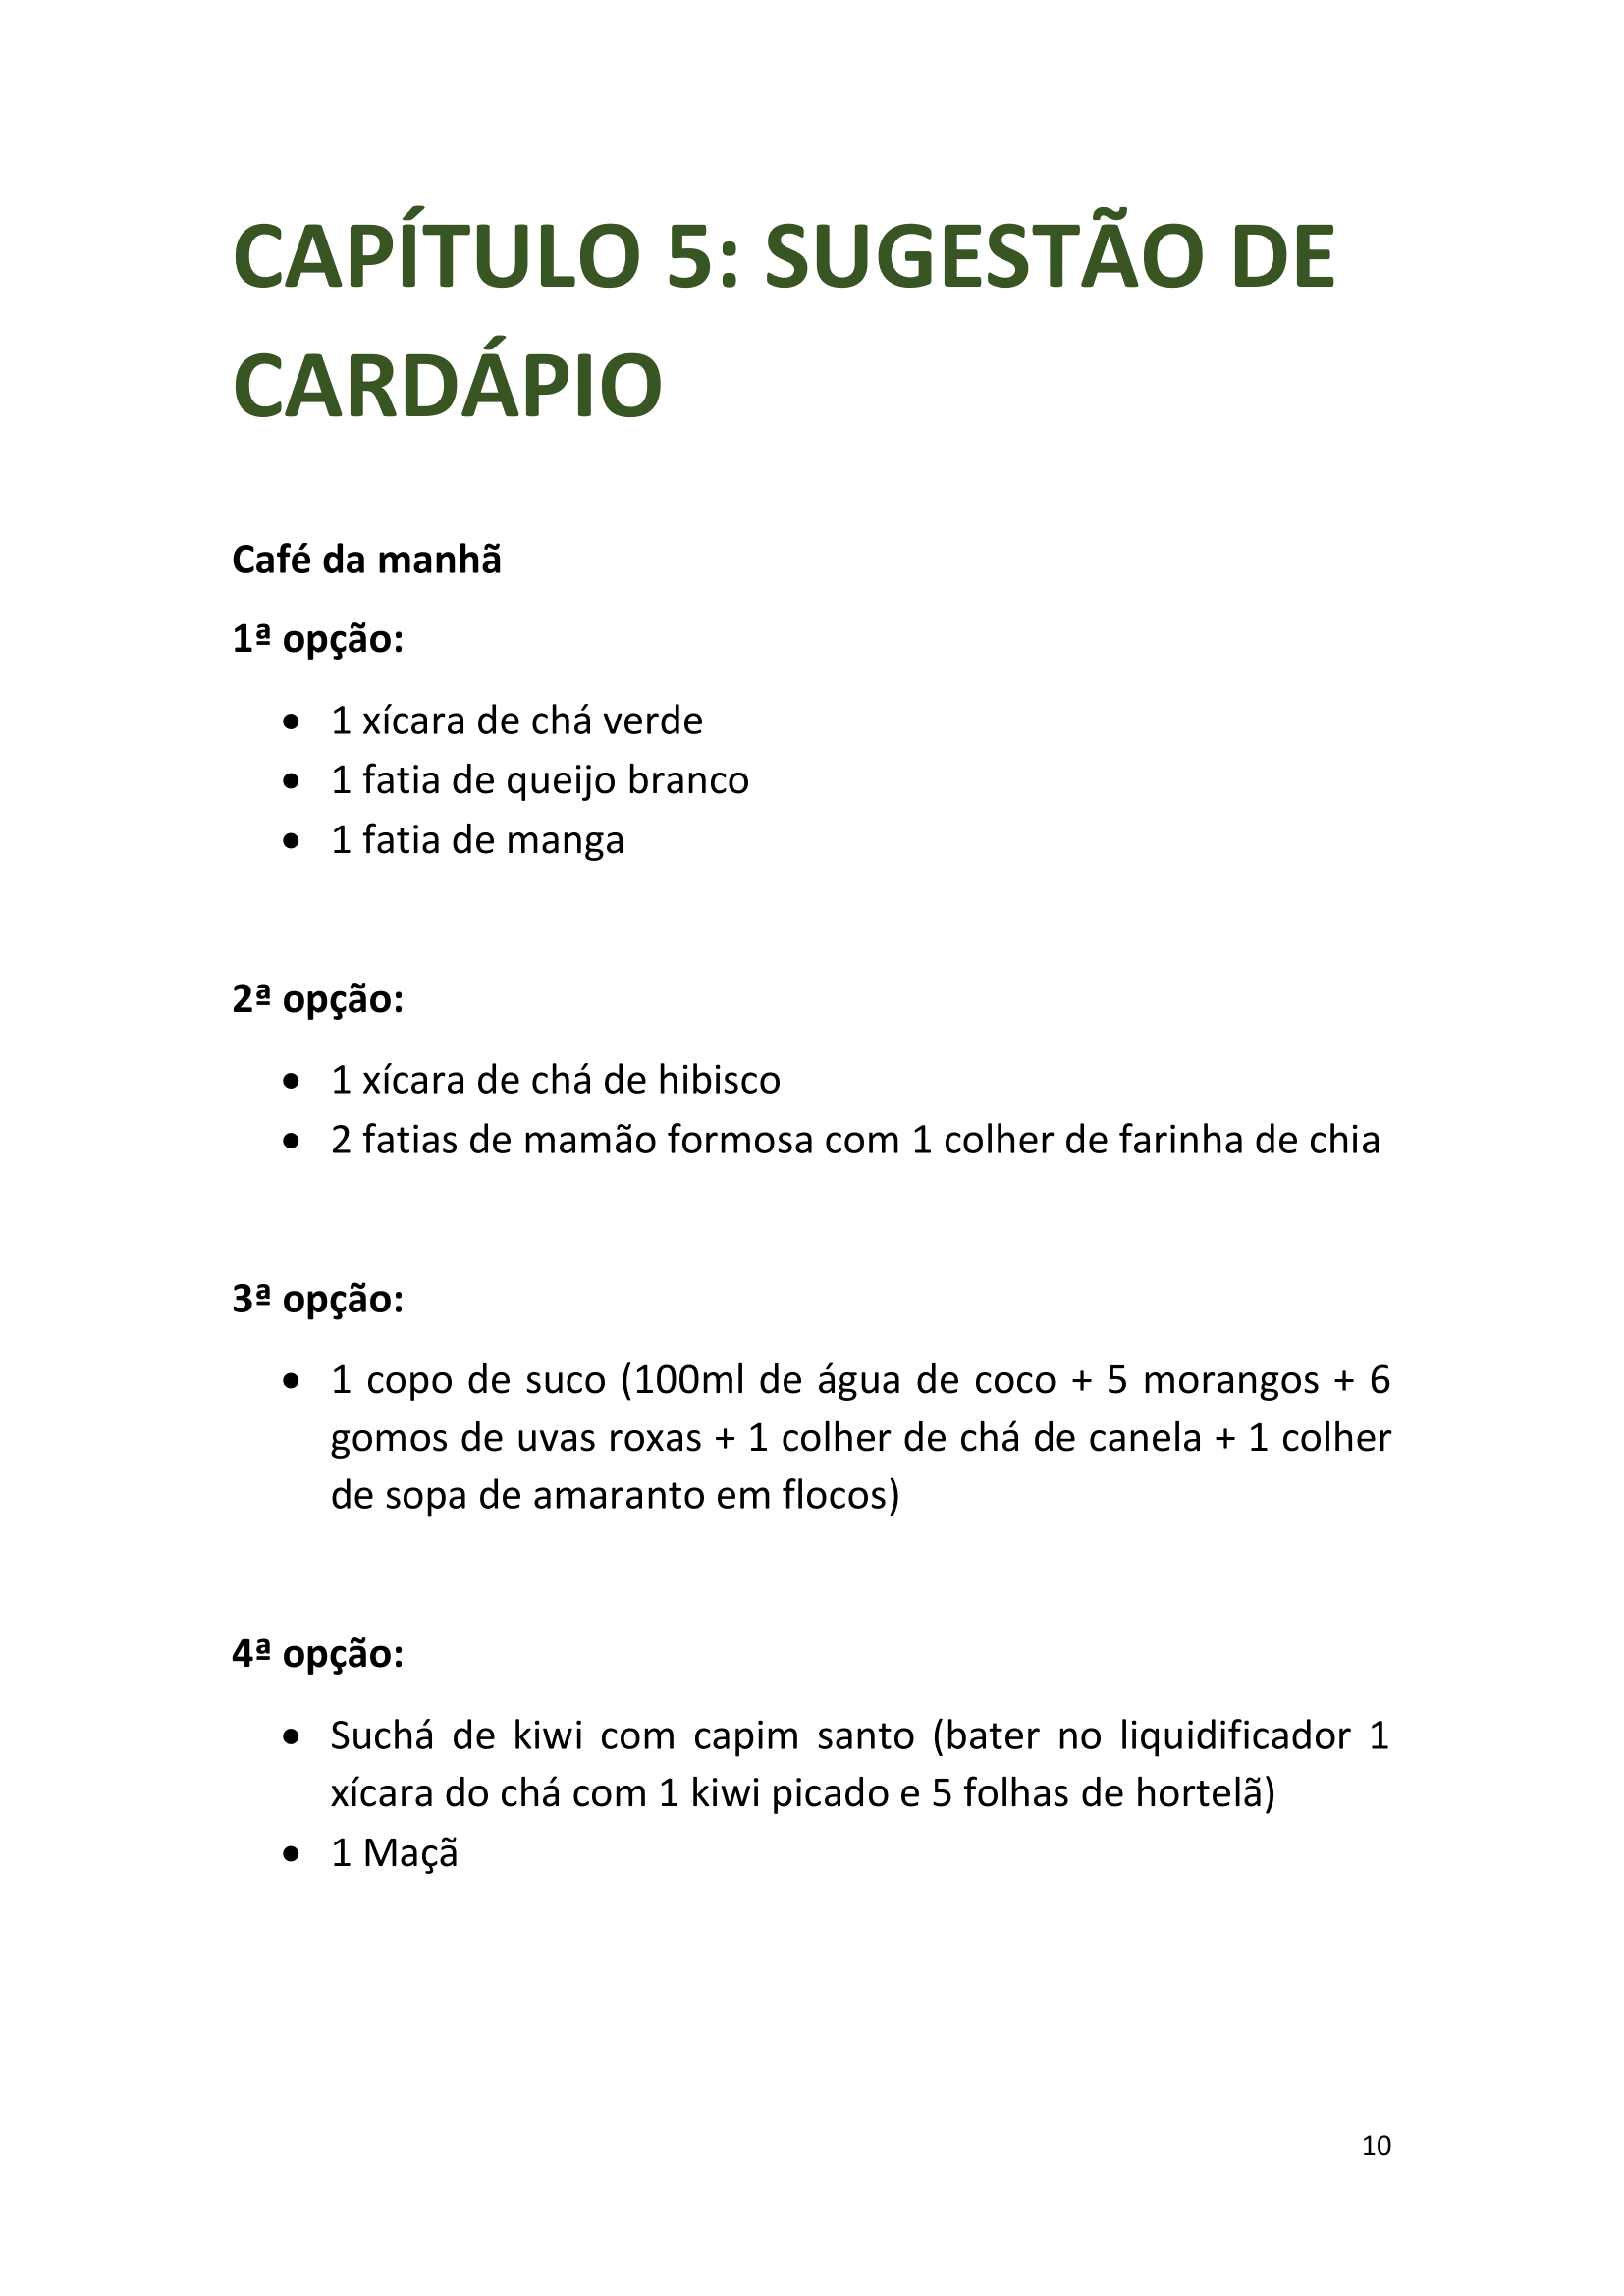 CAPÍTULO 5: SUGESTÃO DE
CARDÁPIO
Café da manhã
1ª opção:
• 1 xícara de chá verde
• 1 fatia de queijo branco
• 1 fatia de manga
2ª opção:
• 1 xícara de chá de hibisco
• 2 fatias de mamão formosa com 1 colher de farinha de chia
3ª opção:
• 1 copo de suco (100ml de água de coco + 5 morangos + 6
gomos de uvas roxas + 1 colher de chá de canela + 1 colher
de sopa de amaranto em flocos)
4ª opção:
• Suchá de kiwi com capim santo (bater no liquidificador 1
xícara do chá com 1 kiwi picado e 5 folhas de hortelã)
• 1 Maçã
10